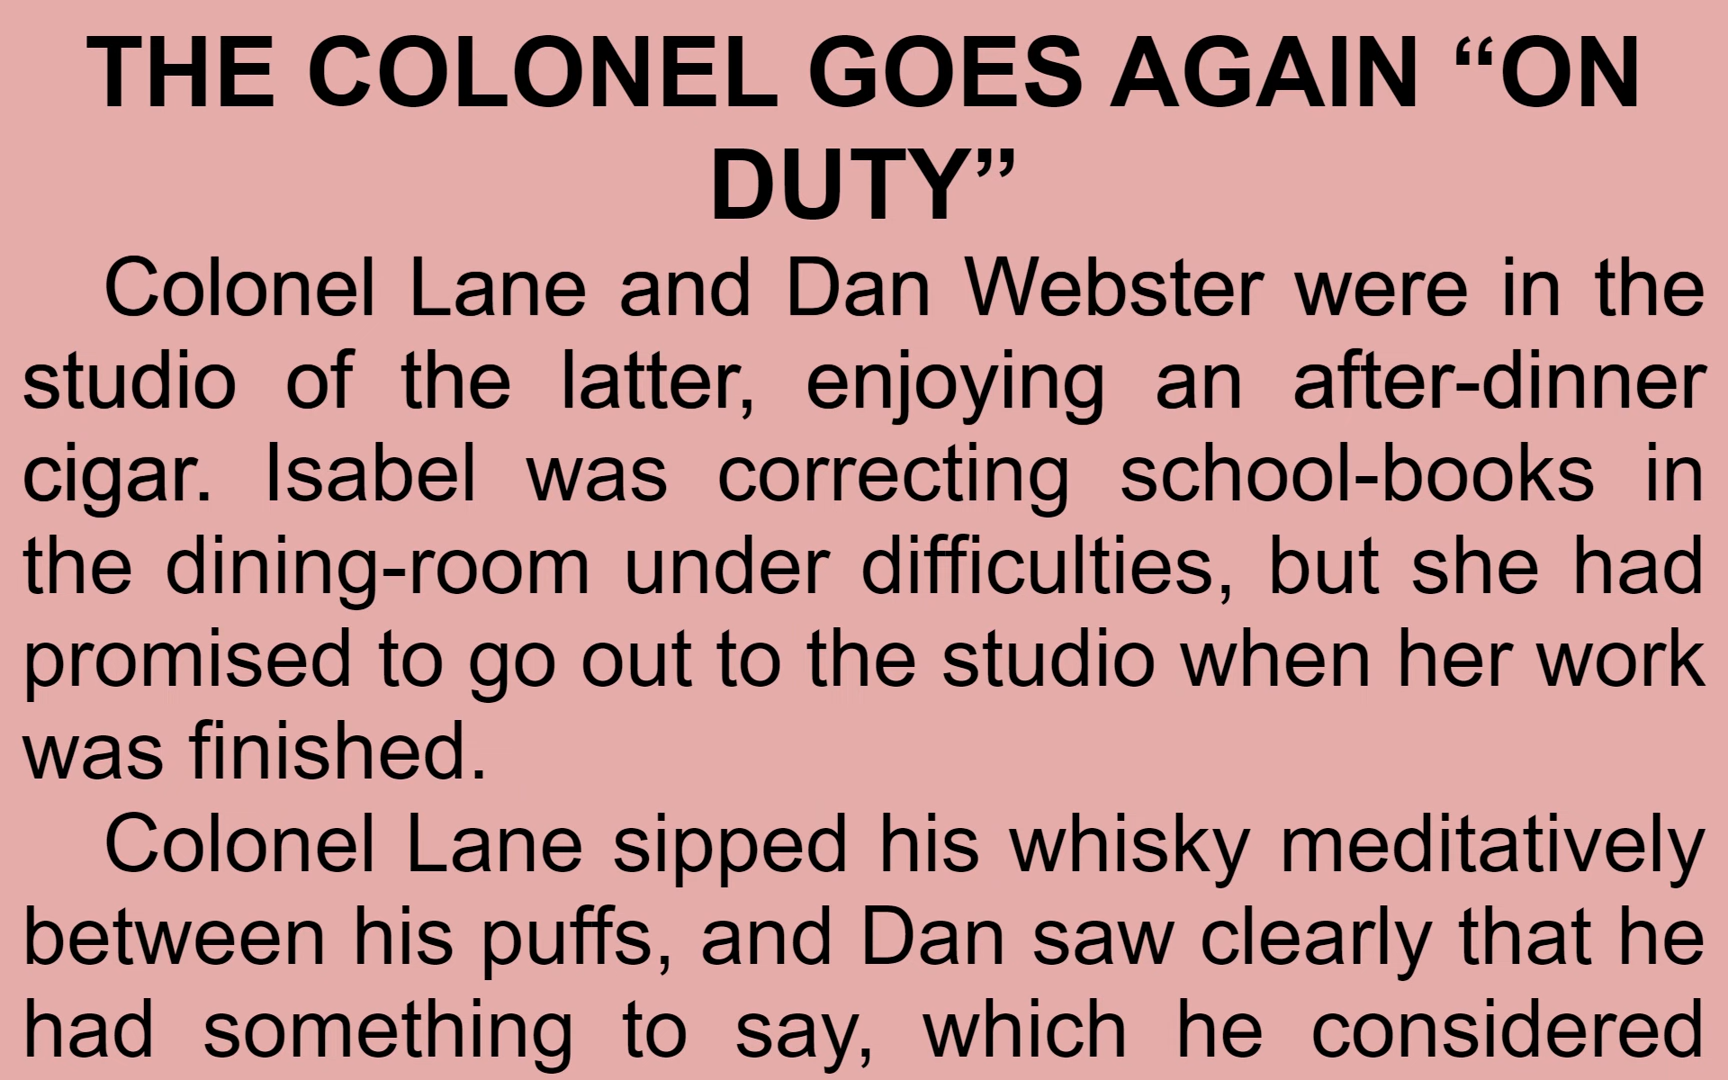 THE COLONEL GOES AGAIN “ON
DUTY”
Colonel Lane and Dan Webster were in the
studio of the latter, enjoying an after-dinner
cigar. Isabel was correcting school-books in
the dining-room under difficulties, but she had
promised to go out to the studio when her work
was finished.
Colonel Lane sipped his whisky meditatively
between his puffs, and Dan saw clearly that he
had something to say, which he considered